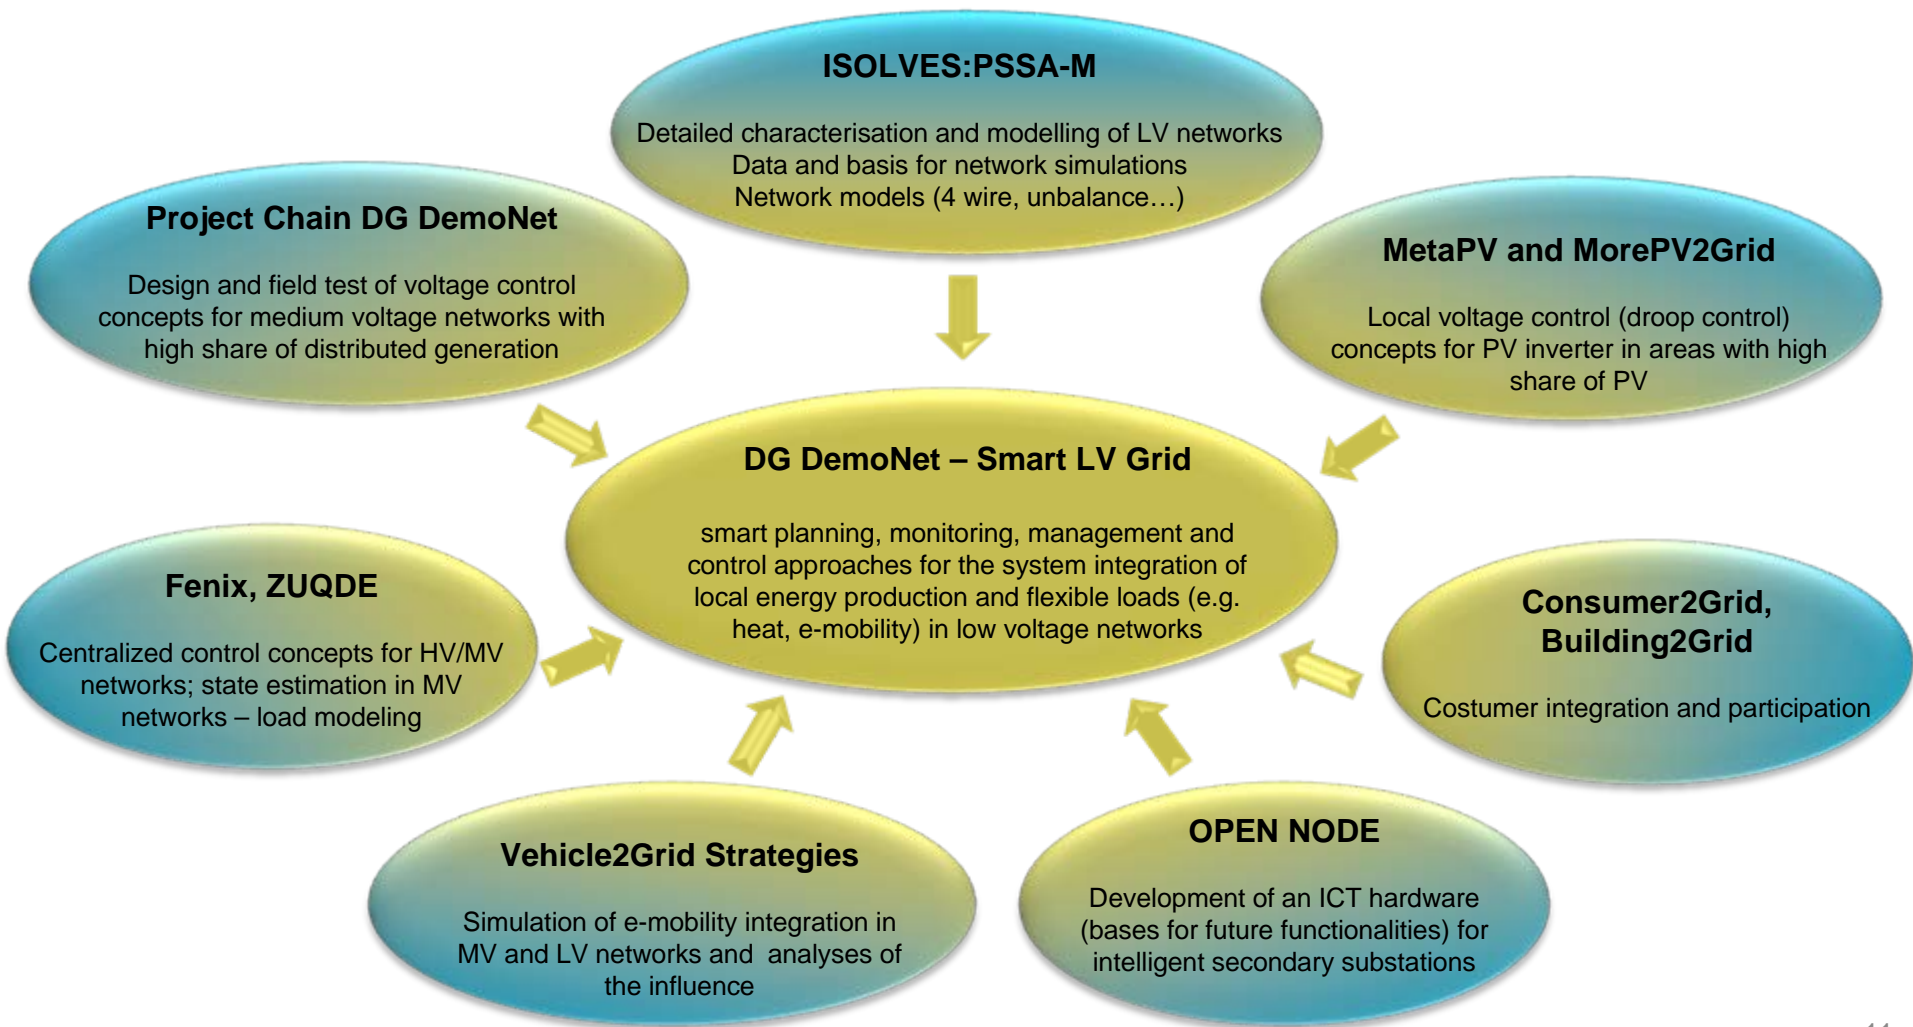 ISOLVES:PSSA-M
Detailed characterisation and modelling of LV networks
Data and basis for network simulations
Network models (4 wire, unbalance…)
Project Chain DG DemoNet
Design and field test of voltage control
concepts for medium voltage networks with
high share of distributed generation
MetaPV and MorePV2Grid
Local voltage control (droop control)
concepts for PV inverter in areas with high
share of PV
DG DemoNet – Smart LV Grid
smart planning, monitoring, management and
control approaches for the system integration of
local energy production and flexible loads (e.g.
heat, e-mobility) in low voltage networks
Fenix, ZUQDE
Centralized control concepts for HV/MV
networks; state estimation in MV
networks – load modeling
Consumer2Grid,
Building2Grid
Costumer integration and participation
Vehicle2Grid Strategies
Simulation of e-mobility integration in
MV and LV networks and  analyses of
the influence
OPEN NODE
Development of an ICT hardware
(bases for future functionalities) for
intelligent secondary substations